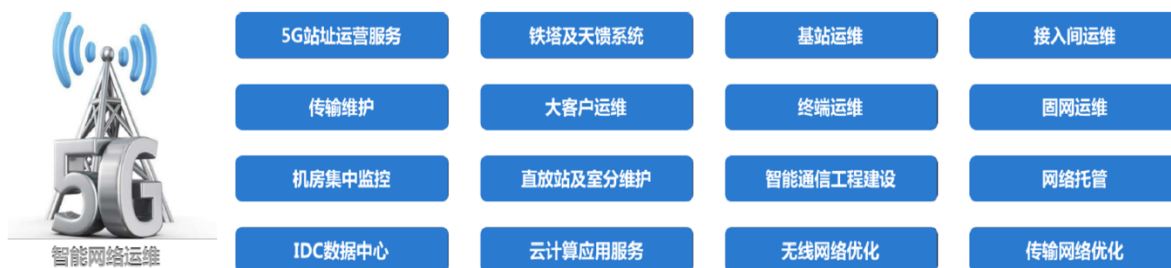 5G站址运营服务
铁塔及天馈系统
基站运维
接入间运维
传输维护
大客户运维
终端运维
固网运维
机房集中监控
直放站及室分维护
智能通信工程建设
网络托管
IDC数据中心
云计算应用服务
无线网络优化
传输网络优化
5G
智能网络运维